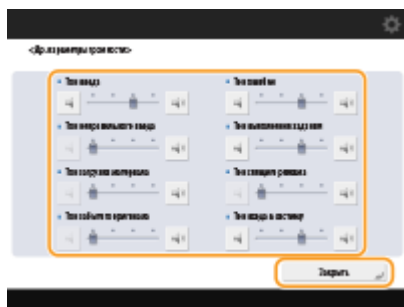 <Др. параметры громкости>
Тон ввода
Тон ошибки
Тон неправильного ввода
Тон выполнения задания
Тон загрузки материала
Тон спящего режима
Тон забытого оригинала
Тон входа в систему
Закрыть